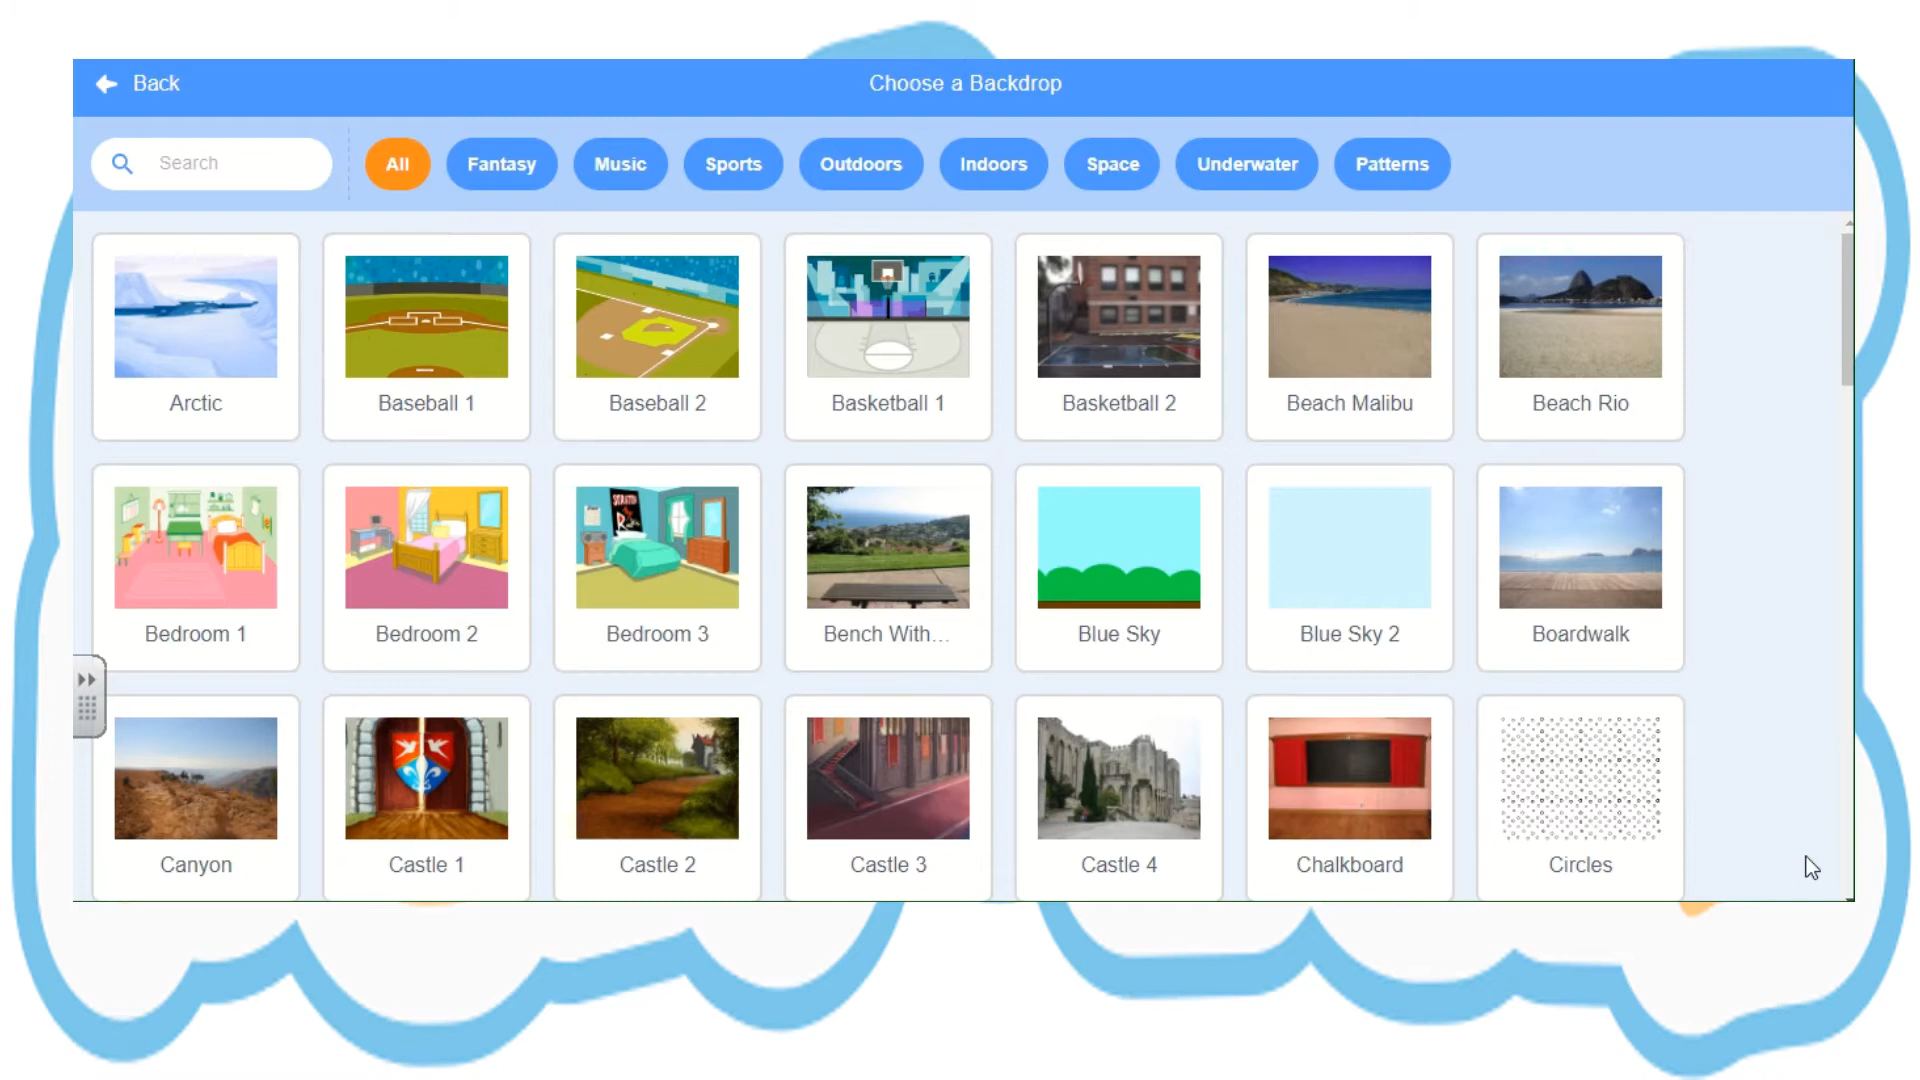 Back
Choose a Backdrop
Search
All
Fantasy
Music
Sports
Outdoors
Indoors
Space
Underwater
Patterns
Arctic
Baseball 1
Baseball 2
Basketball 1
Basketball 2
Beach Malibu
Beach Rio
Bedroom 1
Bedroom 2
Bedroom 3
Bench With...
Blue Sky
Blue Sky 2
Boardwalk
Canyon
Castle 1
Castle 2
Castle 3
Castle 4
Chalkboard
Circles